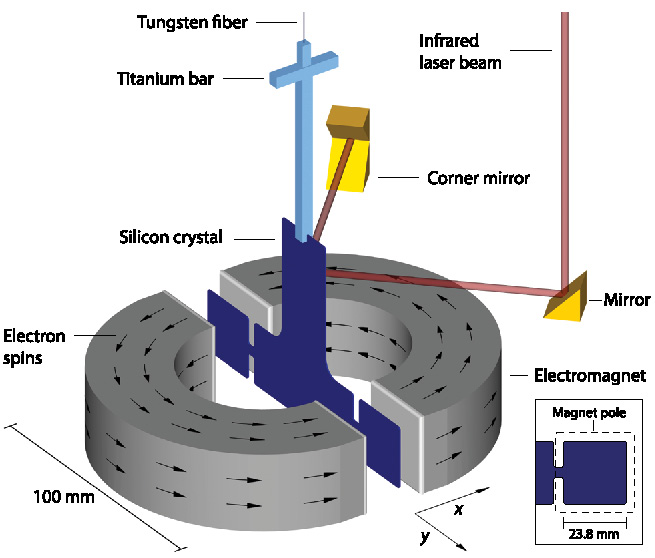 Tungsten fiber
Titanium bar
Infrared
laser beam
Corner mirror
Silicon crystal
Mirror
Electron
spins
Electromagnet
Magnet pole
100 mm
x
y
23.8 mm